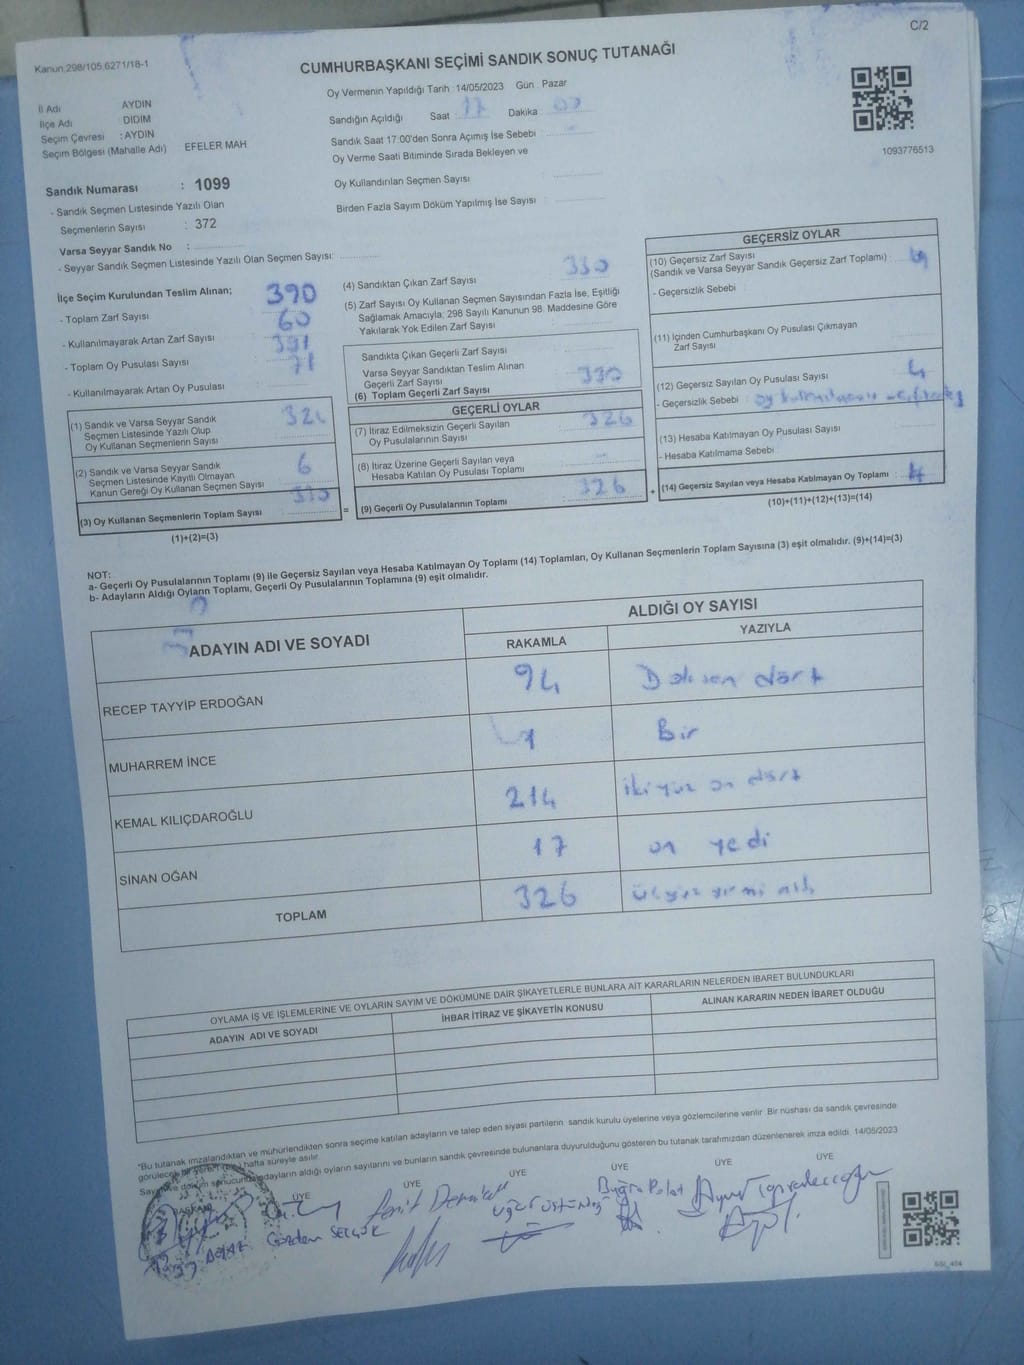 C/2
Kanun 298/105,6271/18-1
CUMHURBAŞKANI SEÇİMİ SANDIK SONUÇ TUTANAĞI
İl Adı AYDIN
İlçe Adı : DİDİM
Seçim Çevresi : AYDIN
Seçim Bölgesi (Mahalle Adı) EFELER MAH
Oy Vermenin Yapıldığı Tarih : 14/05/2023 Gün : Pazar
Sandığın Açıldığı Saat : 17 Dakika : 00
Sandık Saat 17:00'den Sonra Açımış İse Sebebi :
Oy Verme Saati Bitiminde Sırada Bekleyen ve
Oy Kullandırılan Seçmen Sayısı :
Birden Fazla Sayım Döküm Yapılmış İse Sayısı :
1093776513
Sandık Numarası : 1099
- Sandık Seçmen Listesinde Yazılı Olan
Seçmenlerin Sayısı : 372
Varsa Seyyar Sandık No :
- Seyyar Sandık Seçmen Listesinde Yazılı Olan Seçmen Sayısı:
İlçe Seçim Kurulundan Teslim Alınan;
- Toplam Zarf Sayısı : 390
- Kullanılmayarak Artan Zarf Sayısı : 60
- Toplam Oy Pusulası Sayısı : 391
- Kullanılmayarak Artan Oy Pusulası : 71
(1) Sandık ve Varsa Seyyar Sandık
Seçmen Listesinde Yazılı Olup
Oy Kullanan Seçmenlerin Sayısı : 324
(2) Sandık ve Varsa Seyyar Sandık
Seçmen Listesinde Kayıtlı Olmayan
Kanun Gereği Oy Kullanan Seçmen Sayısı : 6
(3) Oy Kullanan Seçmenlerin Toplam Sayısı : 330
(1)+(2)=(3)
=
(4) Sandıktan Çıkan Zarf Sayısı : 330
(5) Zarf Sayısı Oy Kullanan Seçmen Sayısından Fazla İse, Eşitliği
Sağlamak Amacıyla; 298 Sayılı Kanunun 98. Maddesine Göre
Yakılarak Yok Edilen Zarf Sayısı :
Sandıkta Çıkan Geçerli Zarf Sayısı :
Varsa Seyyar Sandıktan Teslim Alınan
Geçerli Zarf Sayısı :
(6) Toplam Geçerli Zarf Sayısı : 330
GEÇERLİ OYLAR
(7) İtiraz Edilmeksizin Geçerli Sayılan
Oy Pusulalarının Sayısı : 326
(8) İtiraz Üzerine Geçerli Sayılan veya
Hesaba Katılan Oy Pusulası Toplamı : -
(9) Geçerli Oy Pusulalarının Toplamı : 326
+
GEÇERSİZ OYLAR
(10) Geçersiz Zarf Sayısı
(Sandık ve Varsa Seyyar Sandık Geçersiz Zarf Toplamı) :
- Geçersizlik Sebebi :
(11) İçinden Cumhurbaşkanı Oy Pusulası Çıkmayan
Zarf Sayısı :
(12) Geçersiz Sayılan Oy Pusulası Sayısı : 4
- Geçersizlik Sebebi : oy
(13) Hesaba Katılmayan Oy Pusulası Sayısı :
- Hesaba Katılmama Sebebi :
(14) Geçersiz Sayılan veya Hesaba Katılmayan Oy Toplamı : 4
(10)+(11)+(12)+(13)=(14)
NOT:
a- Geçerli Oy Pusulalarının Toplamı (9) ile Geçersiz Sayılan veya Hesaba Katılmayan Oy Toplamı (14) Toplamları, Oy Kullanan Seçmenlerin Toplam Sayısına (3) eşit olmalıdır. (9)+(14)=(3)
b- Adayların Aldığı Oyların Toplamı, Geçerli Oy Pusulalarının Toplamına (9) eşit olmalıdır.
ADAYIN ADI VE SOYADI
ALDIĞI OY SAYISI
RAKAMLA YAZIYLA
RECEP TAYYİP ERDOĞAN 94 Doksan dört
MUHARREM İNCE 1 Bir
KEMAL KILIÇDAROĞLU 214 iki yüz on dört
SİNAN OĞAN 17 on yedi
TOPLAM 326 üçyüz yirmi altı
OYLAMA İŞ VE İŞLEMLERİNE VE OYLARIN SAYIM VE DÖKÜMÜNE DAİR ŞİKAYETLERLE BUNLARA AİT KARARLARIN NELERDEN İBARET BULUNDUKLARI
ADAYIN ADI VE SOYADI İHBAR İTİRAZ VE ŞİKAYETİN KONUSU ALINAN KARARIN NEDEN İBARET OLDUĞU
"Bu tutanak imzalandıktan ve mühürlendikten sonra seçime katılan adayların ve talep eden siyasi partilerin sandık kurulu üyelerine veya gözlemcilerine verilir. Bir nüshası da sandık çevresinde
görülecek bir yere bir hafta süreyle asılır.
Sayım ve döküm sonucunda adayların aldığı oyların sayılarını ve bunların sandık çevresinde bulunanlara duyurulduğunu gösteren bu tutanak tarafımızdan düzenlenerek imza edildi. 14/05/2023
BAŞKAN ÜYE ÜYE ÜYE ÜYE ÜYE ÜYE
Gözdem SELÇUK
Uğur Üstündağ
Buğra Polat